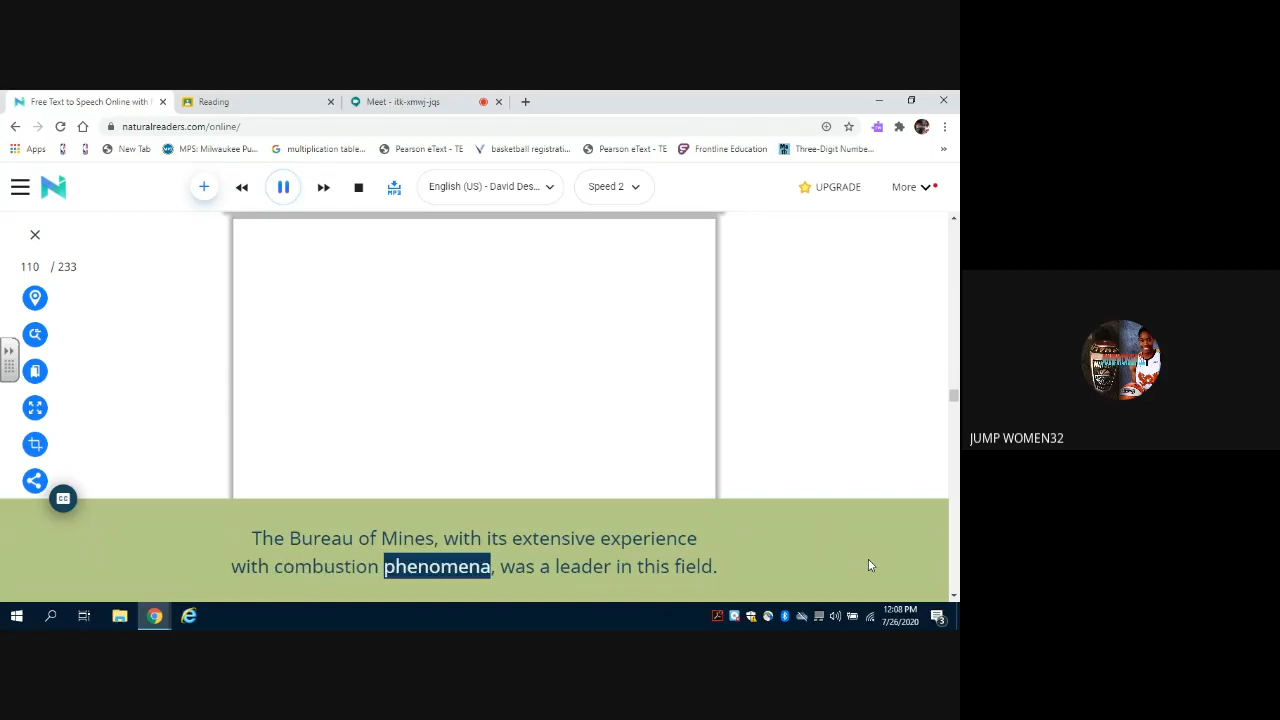 Free Text to Speech Online with
Reading
Meet - itk-xmwj-jqs
naturalreaders.com/online/
Apps
New Tab
MPS: Milwaukee Pu...
multiplication table...
Pearson eText - TE
basketball registrati...
Pearson eText - TE
Frontline Education
Three-Digit Numbe...
»
MP3
English (US) - David Des...
Speed 2
UPGRADE
More
110 / 233
CC
The Bureau of Mines, with its extensive experience
with combustion phenomena, was a leader in this field.
JUMP WOMEN32
12:08 PM
7/26/2020
3